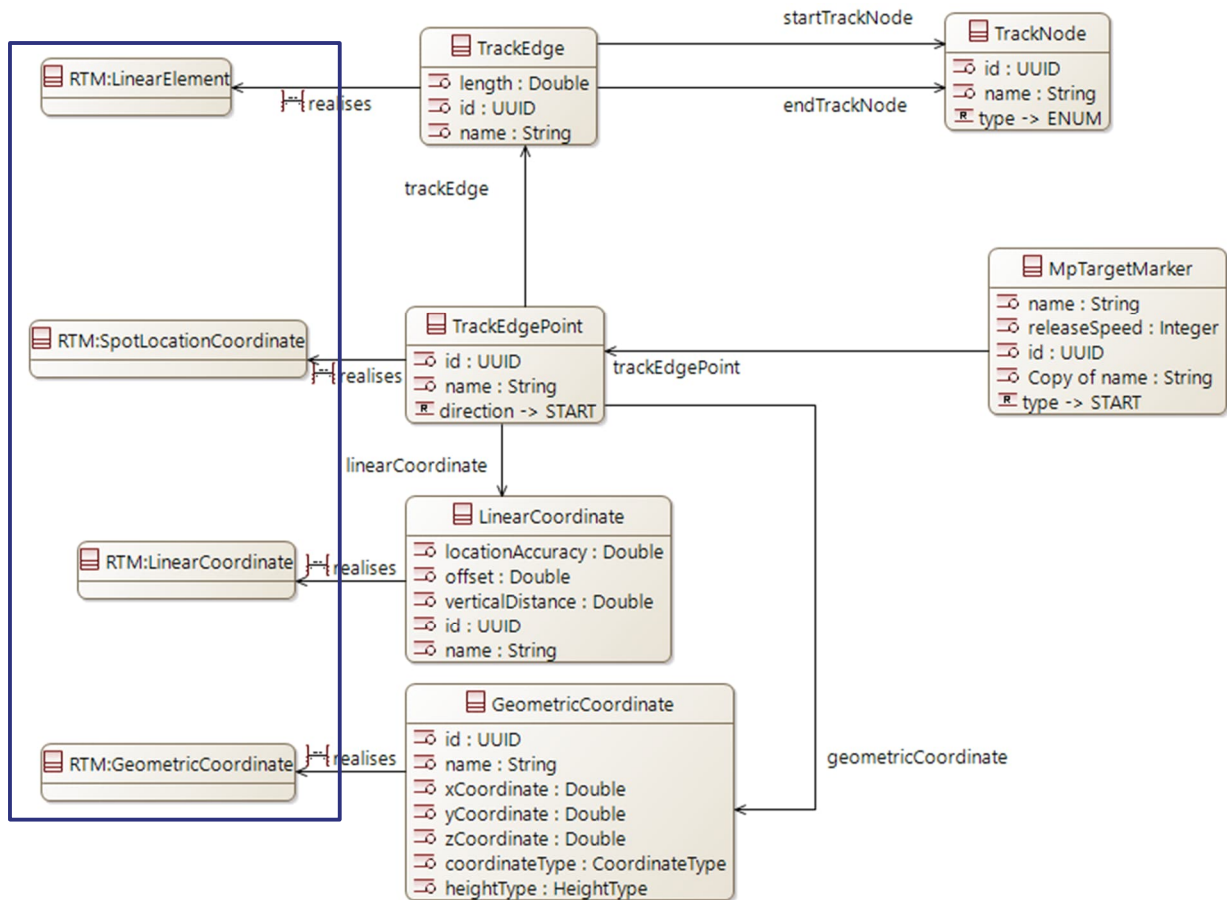 startTrackNode
TrackEdge
length : Double
id : UUID
name : String
TrackNode
id : UUID
name : String
R type -> ENUM
RTM:LinearElement
realises
endTrackNode
trackEdge
MpTargetMarker
name : String
releaseSpeed : Integer
id : UUID
Copy of name : String
R type -> START
RTM:SpotLocationCoordinate
realises
TrackEdgePoint
id : UUID
name : String
R direction -> START
trackEdgePoint
linearCoordinate
LinearCoordinate
locationAccuracy : Double
offset : Double
verticalDistance : Double
id : UUID
name : String
RTM:LinearCoordinate
realises
GeometricCoordinate
id : UUID
name : String
xCoordinate : Double
yCoordinate : Double
zCoordinate : Double
coordinateType : CoordinateType
heightType : HeightType
RTM:GeometricCoordinate
realises
geometricCoordinate